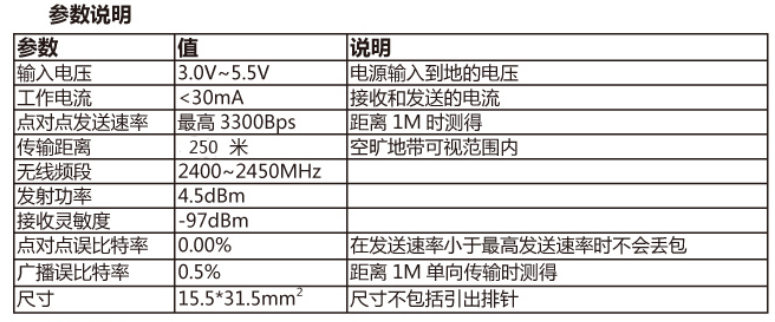 参数说明
参数 值 说明
输入电压 3.0V~5.5V 电源输入到地的电压
工作电流 <30mA 接收和发送的电流
点对点发送速率 最高 3300Bps 距离 1M 时测得
传输距离 250 米 空旷地带可视范围内
无线频段 2400~2450MHz
发射功率 4.5dBm
接收灵敏度 -97dBm
点对点误比特率 0.00% 在发送速率小于最高发送速率时不会丢包
广播误比特率 0.5% 距离 1M 单向传输时测得
尺寸 15.5*31.5mm² 尺寸不包括引出排针